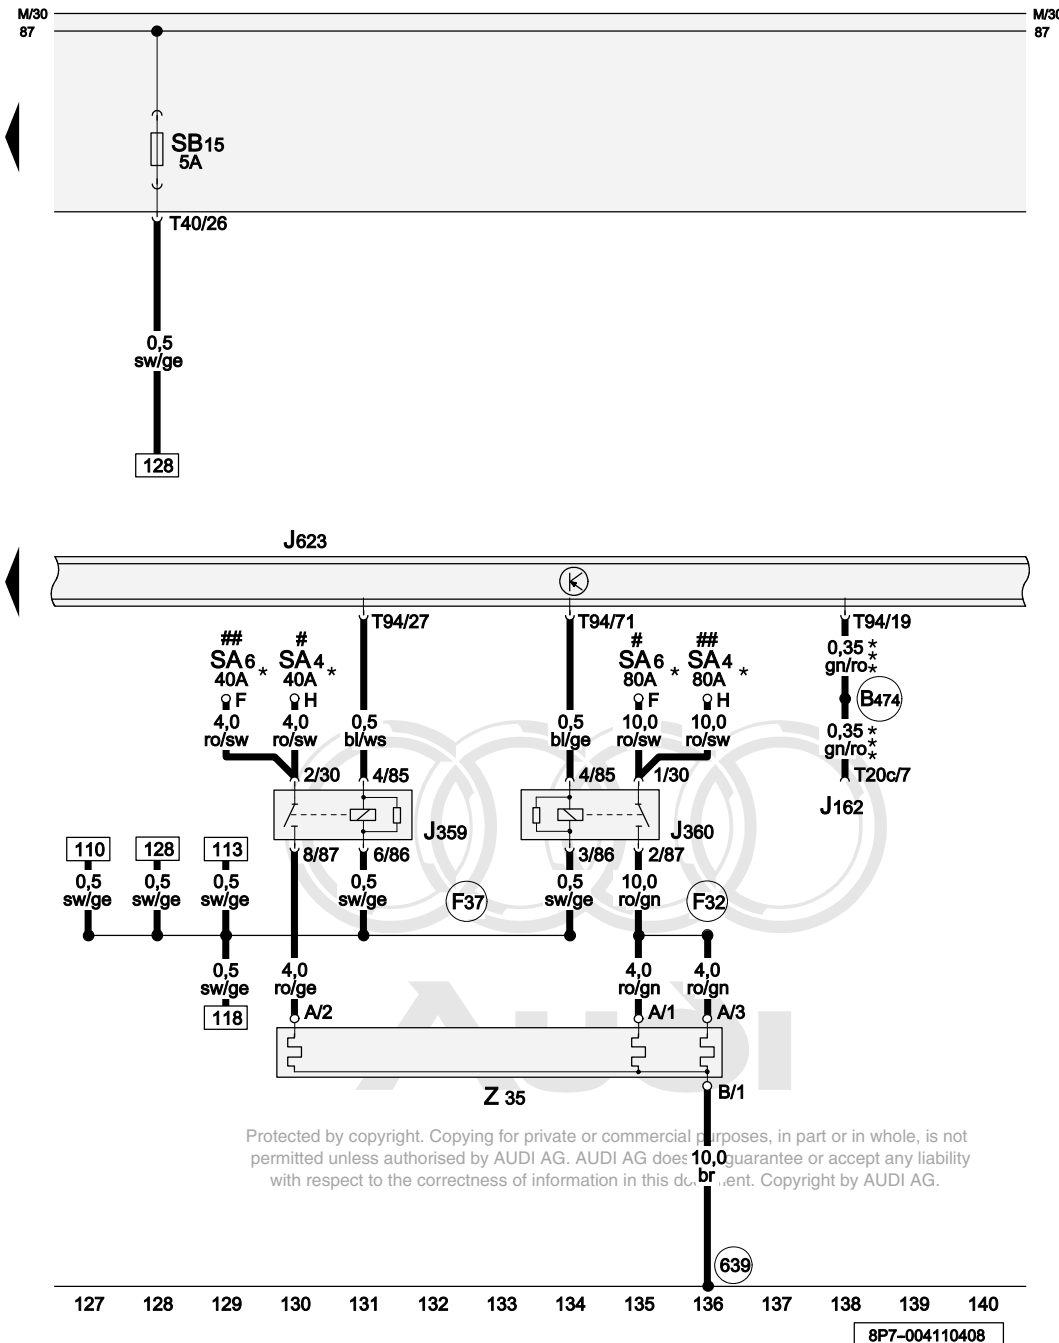 M/30 M/30
87 87
SB15
5A
T40/26
0,5
sw/ge
128
J623
T94/27 T94/71 T94/19
## # # ##
SA6 * SA4 * SA6 * SA4 *
40A 40A 80A 80A
F H F H
0,35 * * *
gn/ro
B474
4,0 4,0 0,5 0,5 10,0 10,0 0,35 * * *
ro/sw ro/sw bl/ws bl/ge ro/sw ro/sw gn/ro
2/30 4/85 4/85 1/30 T20c/7
J162
J359 J360
8/87 6/86 3/86 2/87
110 128 113
0,5 0,5 0,5 0,5 0,5 10,0
sw/ge sw/ge sw/ge sw/ge sw/ge ro/gn
F37 F32
0,5 4,0 4,0 4,0
sw/ge ro/ge ro/gn ro/gn
118 A/2 A/1 A/3
Audi
Z 35
B/1
Protected by copyright. Copying for private or commercial purposes, in part or in whole, is not
permitted unless authorised by AUDI AG. AUDI AG does guarantee or accept any liability
with respect to the correctness of information in this document. Copyright by AUDI AG.
10,0
br
639
127 128 129 130 131 132 133 134 135 136 137 138 139 140
8P7-004110408